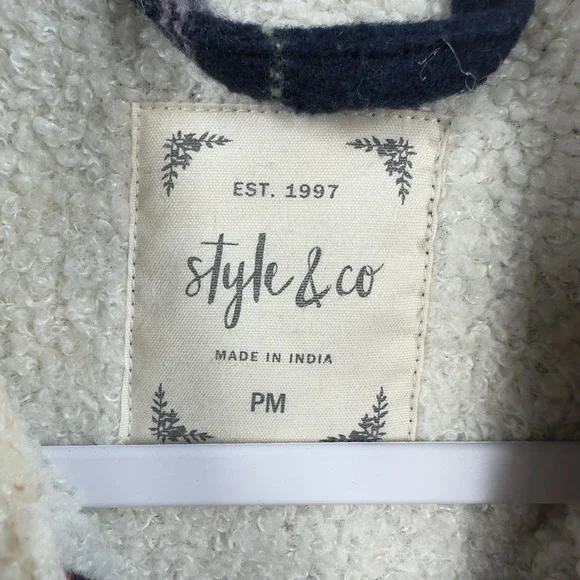 EST. 1997
style & co
MADE IN INDIA
PM